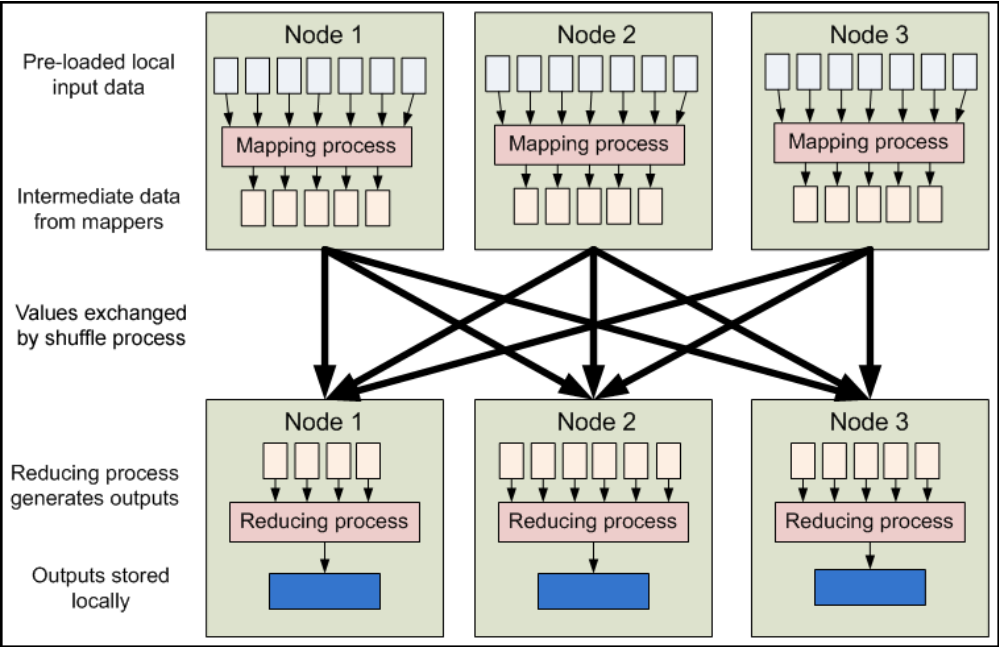 Node 1
Node 2
Node 3
Pre-loaded local
input data
Mapping process
Mapping process
Mapping process
Intermediate data
from mappers
Values exchanged
by shuffle process
Node 1
Node 2
Node 3
Reducing process
generates outputs
Reducing process
Reducing process
Reducing process
Outputs stored
locally